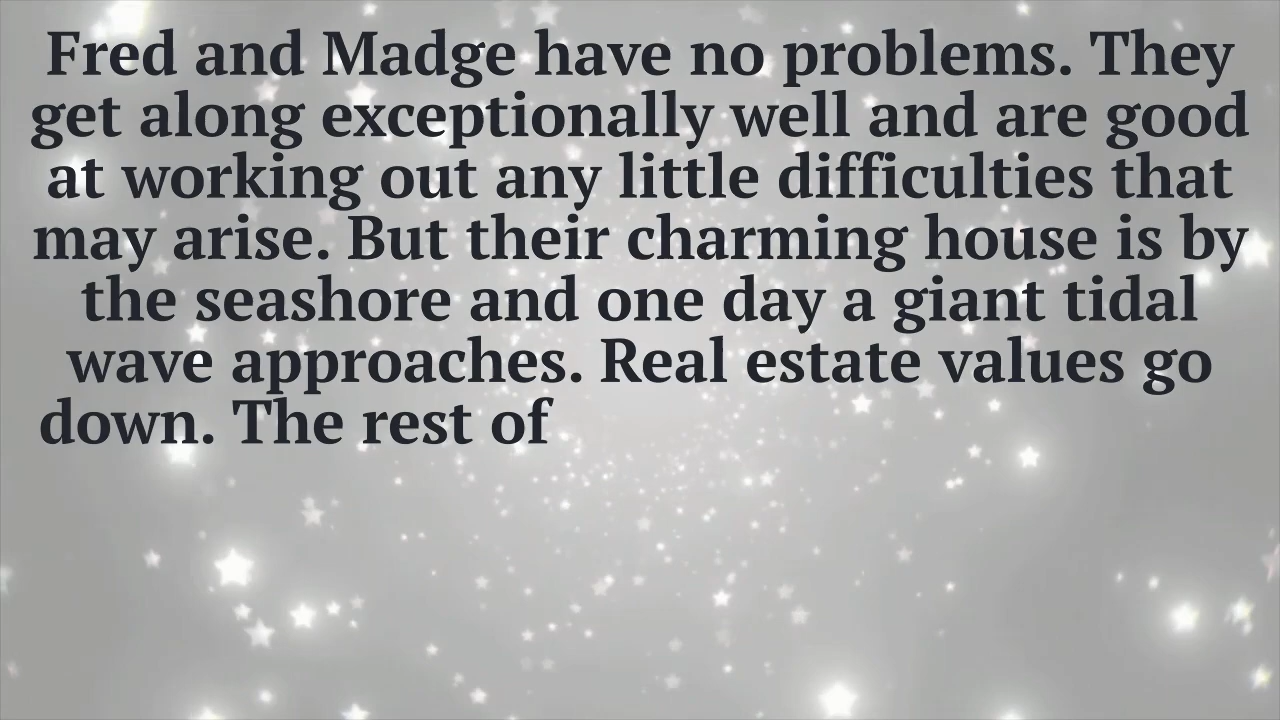 Fred and Madge have no problems. They
get along exceptionally well and are good
at working out any little difficulties that
may arise. But their charming house is by
the seashore and one day a giant tidal
wave approaches. Real estate values go
down. The rest of